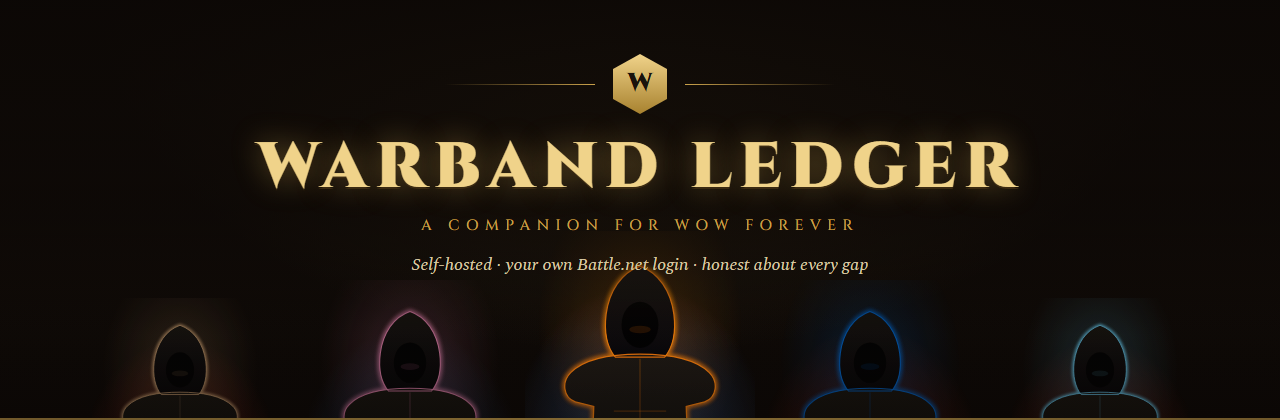 W
WARBAND LEDGER
A COMPANION FOR WOW FOREVER
Self-hosted · your own Battle.net login · honest about every gap